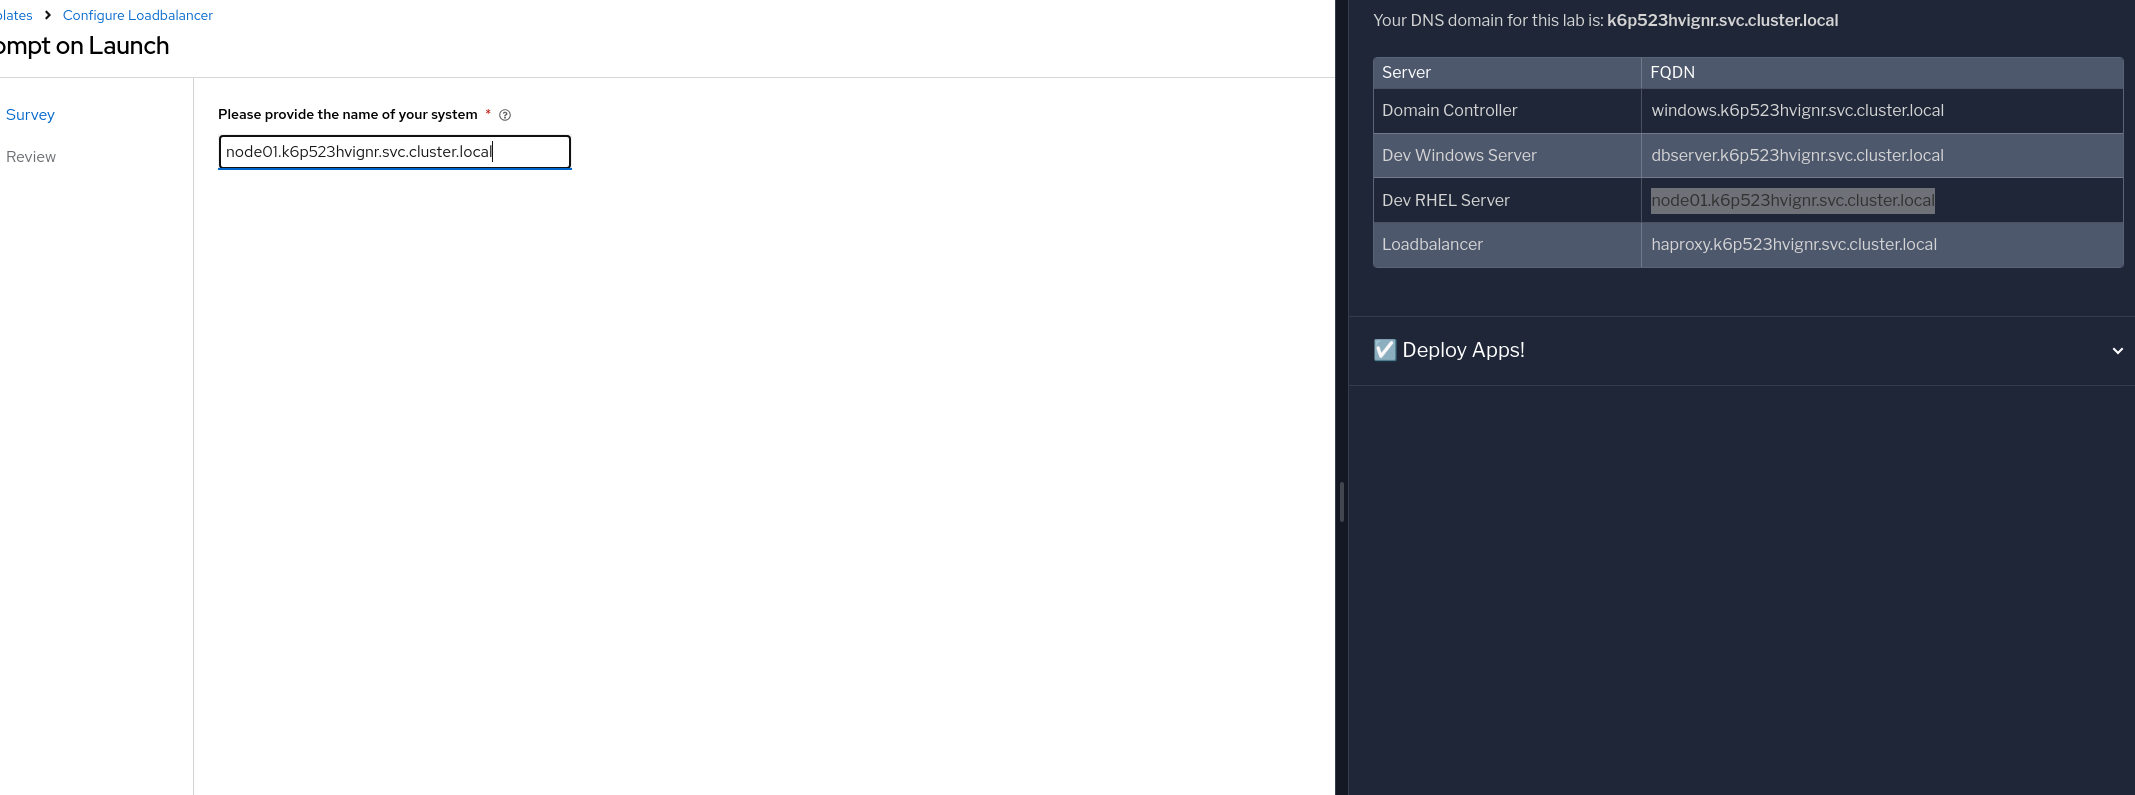 plates > Configure Loadbalancer
ompt on Launch
Survey
Review
Please provide the name of your system *
node01.k6p523hvignr.svc.cluster.local
Your DNS domain for this lab is: k6p523hvignr.svc.cluster.local
Server FQDN
Domain Controller windows.k6p523hvignr.svc.cluster.local
Dev Windows Server dbserver.k6p523hvignr.svc.cluster.local
Dev RHEL Server node01.k6p523hvignr.svc.cluster.local
Loadbalancer haproxy.k6p523hvignr.svc.cluster.local
☑️ Deploy Apps!